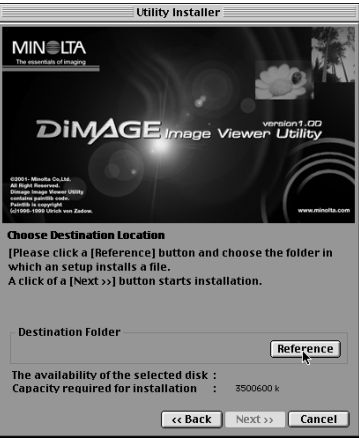 Utility Installer
MINOLTA
The essentials of imaging
DiMAGE Image Viewer Utility
version1.00
©2001- Minolta Co,Ltd.
All Right Reserved.
Dimage Image Viewer Utility
contains paintlib code.
Paintlib is copyright
(c)1996-1999 Ulrich von Zadow.
www.minolta.com
Choose Destination Location
[Please click a [Reference] button and choose the folder in
which an setup installs a file.
A click of a [Next >>] button starts installation.
Destination Folder
Reference
The availability of the selected disk :
Capacity required for installation : 3500600 k
<< Back
Next >>
Cancel